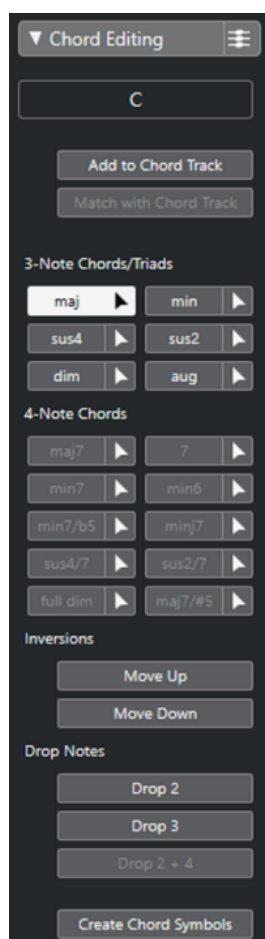 Chord Editing
C
Add to Chord Track
Match with Chord Track
3-Note Chords/Triads
maj min
sus4 sus2
dim aug
4-Note Chords
maj7 7
min7 min6
min7/b5 minj7
sus4/7 sus2/7
full dim maj7/#5
Inversions
Move Up
Move Down
Drop Notes
Drop 2
Drop 3
Drop 2 + 4
Create Chord Symbols